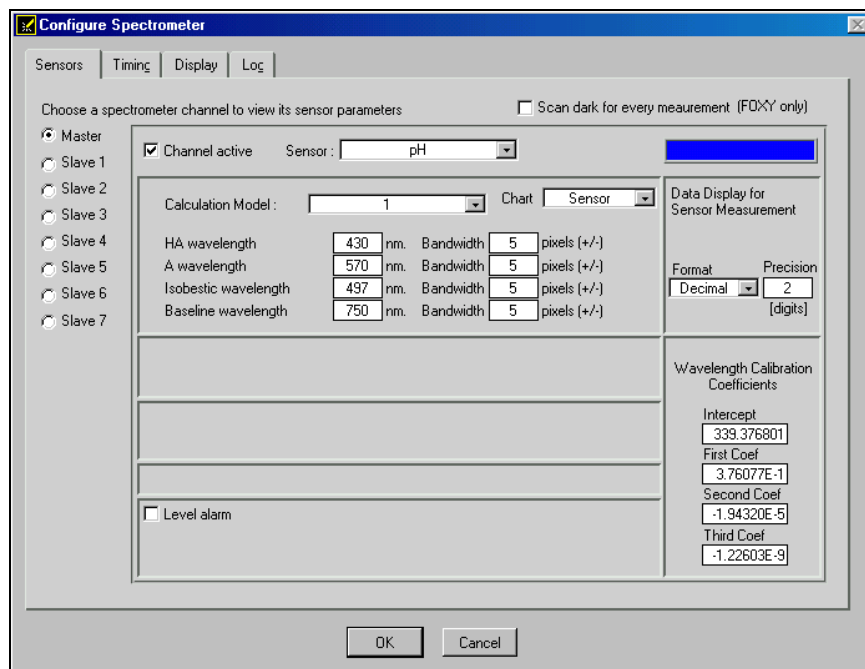 Configure Spectrometer
Sensors Timing Display Log
Choose a spectrometer channel to view its sensor parameters
Scan dark for every meaurement (FOXY only)
Master
Slave 1
Slave 2
Slave 3
Slave 4
Slave 5
Slave 6
Slave 7
Channel active Sensor : pH
Calculation Model : 1 Chart Sensor
HA wavelength 430 nm. Bandwidth 5 pixels (+/-)
A wavelength 570 nm. Bandwidth 5 pixels (+/-)
Isobestic wavelength 497 nm. Bandwidth 5 pixels (+/-)
Baseline wavelength 750 nm. Bandwidth 5 pixels (+/-)
Data Display for
Sensor Measurement
Format Precision
Decimal 2
[digits]
Level alarm
Wavelength Calibration
Coefficients
Intercept
339.376801
First Coef
3.76077E-1
Second Coef
-1.94320E-5
Third Coef
-1.22603E-9
OK Cancel